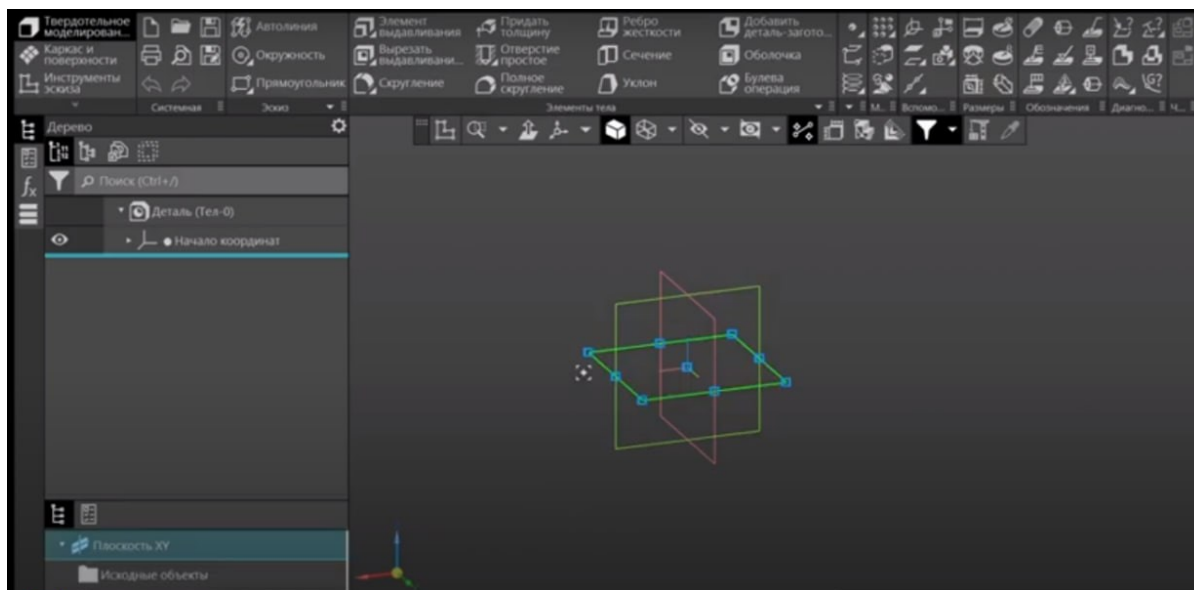 Твердотельное
моделирован...
Каркас и
поверхности
Инструменты
эскиза
Системная
Автолиния
Окружность
Прямоугольник
Эскиз
Элемент
выдавливания
Вырезать
выдавливани...
Скругление
Придать
толщину
Отверстие
простое
Полное
скругление
Ребро
жесткости
Сечение
Уклон
Добавить
деталь-загото...
Оболочка
Булева
операция
Элементы тела
М...
Вспомо...
Размеры
Обозначения
Диагно...
Ч...
Дерево
Поиск (Ctrl+/)
Деталь (Тел-0)
Начало координат
Плоскость XY
Исходные объекты